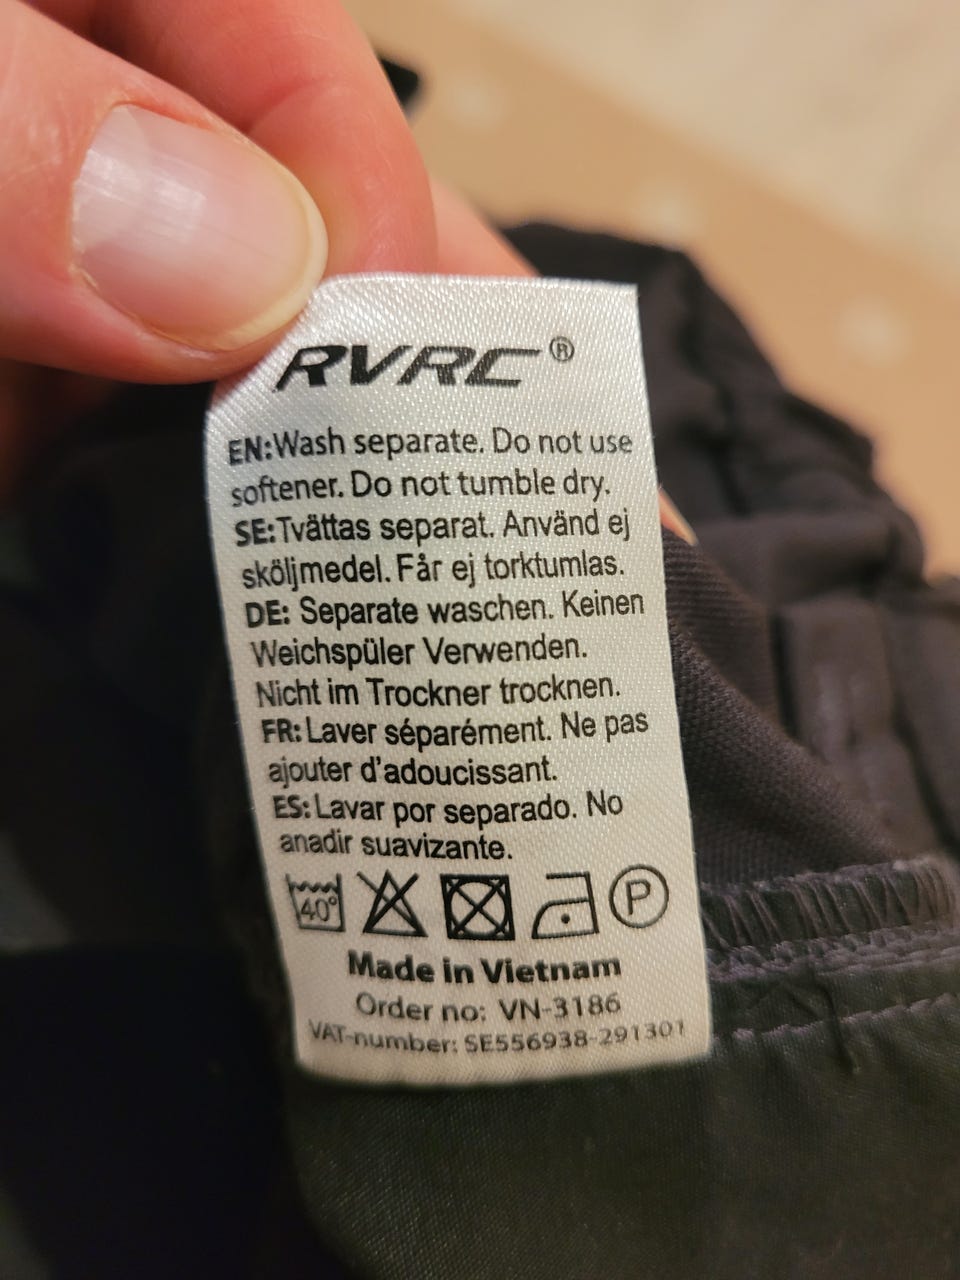 RVRC®
EN:Wash separate. Do not use
softener. Do not tumble dry.
SE:Tvättas separat. Använd ej
sköljmedel. Får ej torktumlas.
DE: Separate waschen. Keinen
Weichspüler Verwenden.
Nicht im Trockner trocknen.
FR: Laver séparément. Ne pas
ajouter d'adoucissant.
ES: Lavar por separado. No
anadir suavizante.
40° P
Made in Vietnam
Order no: VN-3186
VAT-number: SE556938-291301